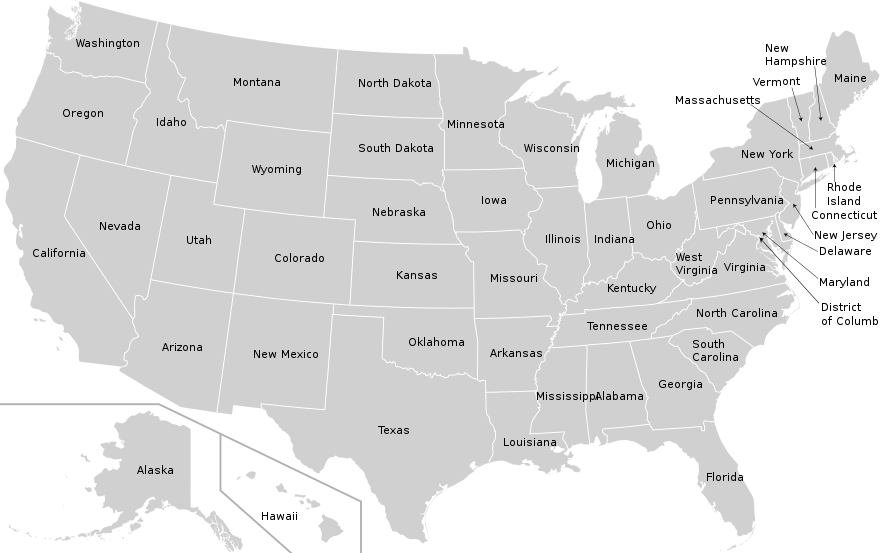 New
Hampshire
Washington
Vermont
Maine
Montana
North Dakota
Massachusetts
Oregon
Idaho
Minnesota
South Dakota
Wisconsin
New York
Michigan
Wyoming
Rhode
Island
Pennsylvania
Iowa
Connecticut
Nebraska
Nevada
Ohio
New Jersey
Utah
Illinois
Indiana
Delaware
California
Colorado
West
Virginia
Virginia
Kansas
Missouri
Maryland
Kentucky
District
of Columb
North Carolina
Tennessee
Oklahoma
South
Carolina
Arizona
New Mexico
Arkansas
Georgia
Mississippi
Alabama
Texas
Louisiana
Alaska
Florida
Hawaii